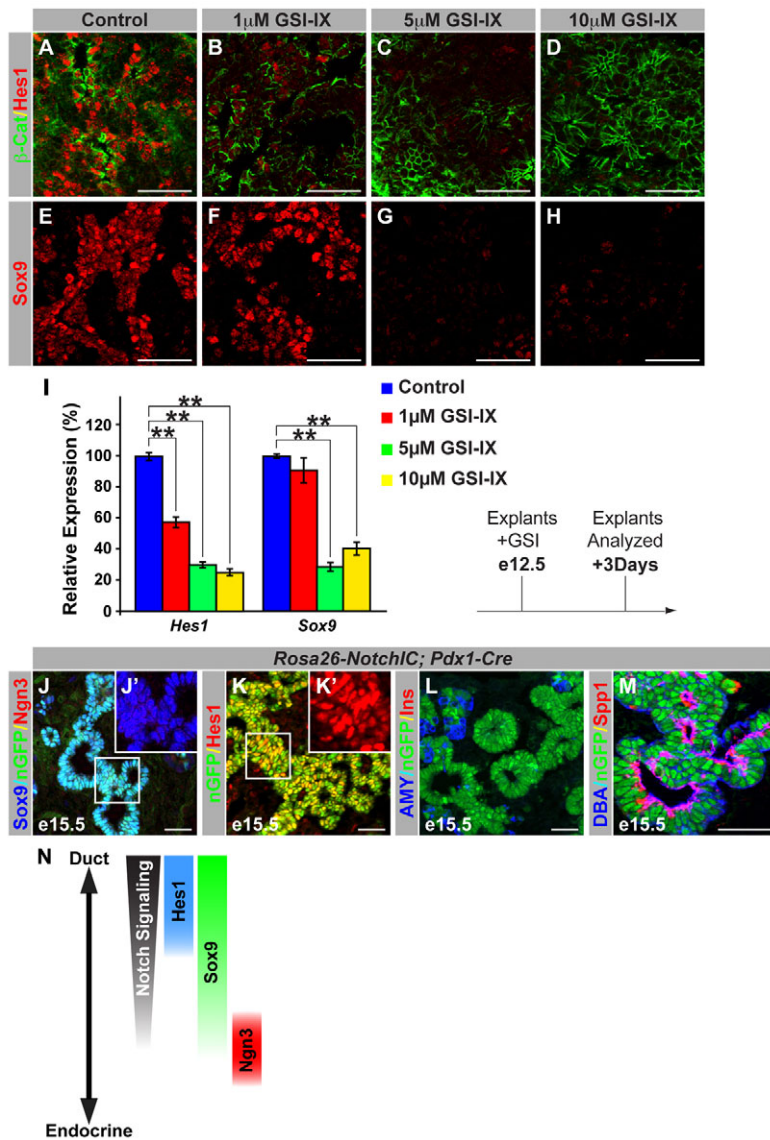 Control 1μM GSI-IX 5μM GSI-IX 10μM GSI-IX
β-Cat/Hes1
A B C D
Sox9
E F G H
I
Relative Expression (%)
120
100
80
60
40
20
0
** ** **
** **
Hes1 Sox9
Control
1μM GSI-IX
5μM GSI-IX
10μM GSI-IX
Explants Explants
+GSI Analyzed
e12.5 +3Days
Rosa26-NotchIC; Pdx1-Cre
Sox9 nGFP/Ngn3
J J' e15.5
nGFP/Hes1
K K' e15.5
AMY/nGFP/Ins
L e15.5
DBA nGFP/Spp1
M e15.5
N
Duct
Notch Signaling
Hes1
Sox9
Ngn3
Endocrine